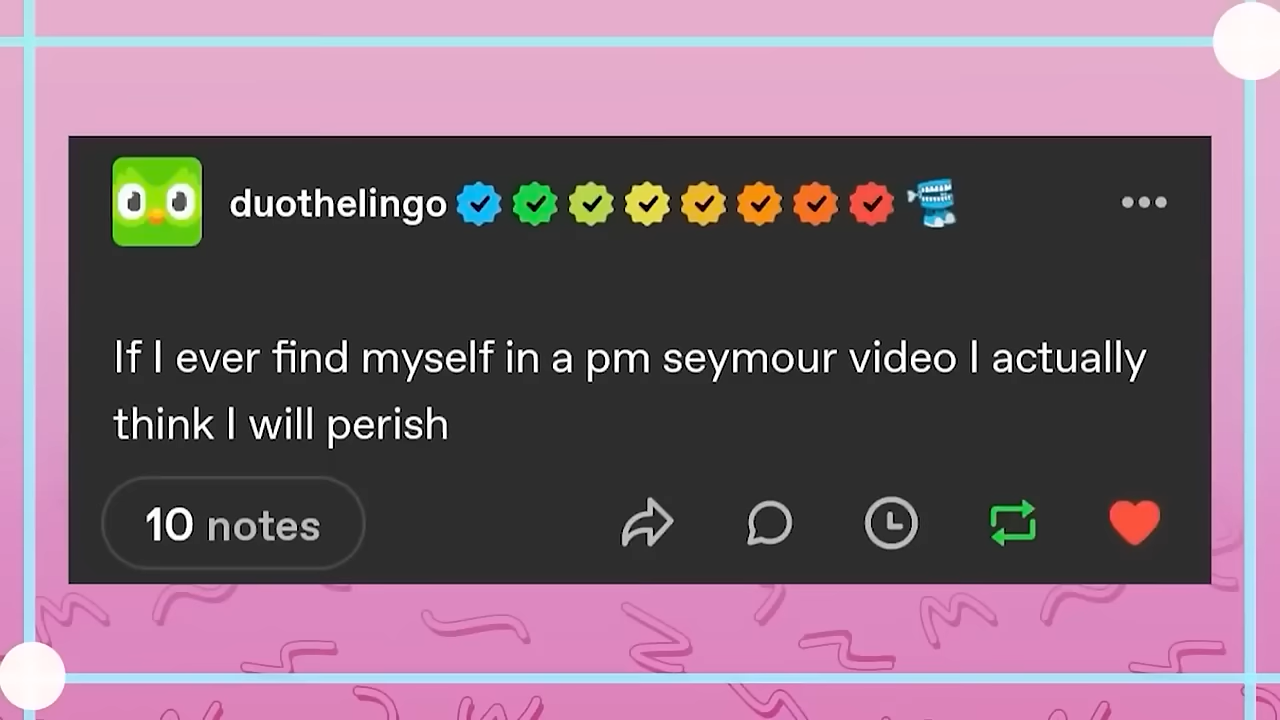 duothelingo
If I ever find myself in a pm seymour video I actually
think I will perish
10 notes